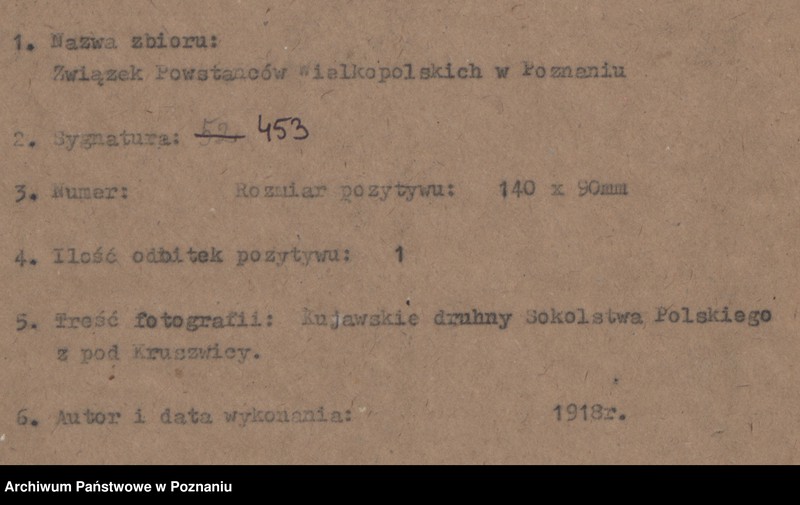 1. Nazwa zbioru:
Związek Powstańców Wielkopolskich w Poznaniu
2. Sygnatura: 52 453
3. Numer: Rozmiar pozytywu: 140 x 90mm
4. Ilość odbitek pozytywu: 1
5. Treść fotografii: Kujawskie druhny Sokolstwa Polskiego
z pod Kruszwicy.
6. Autor i data wykonania: 1918r.
Archiwum Państwowe w Poznaniu